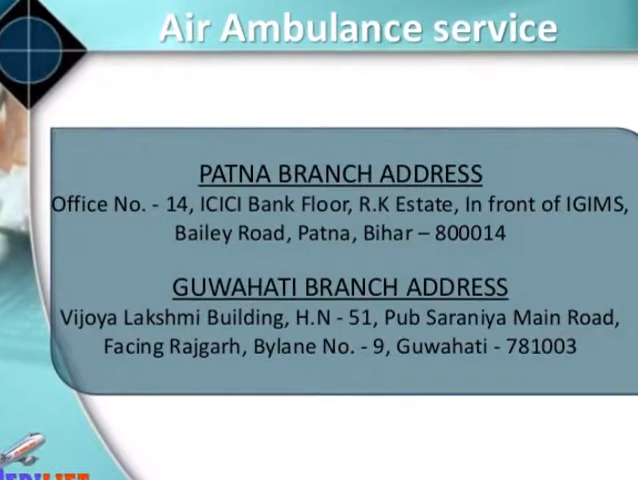 Air Ambulance service
PATNA BRANCH ADDRESS
Office No. - 14, ICICI Bank Floor, R.K Estate, In front of IGIMS,
Bailey Road, Patna, Bihar – 800014
GUWAHATI BRANCH ADDRESS
Vijoya Lakshmi Building, H.N - 51, Pub Saraniya Main Road,
Facing Rajgarh, Bylane No. - 9, Guwahati - 781003